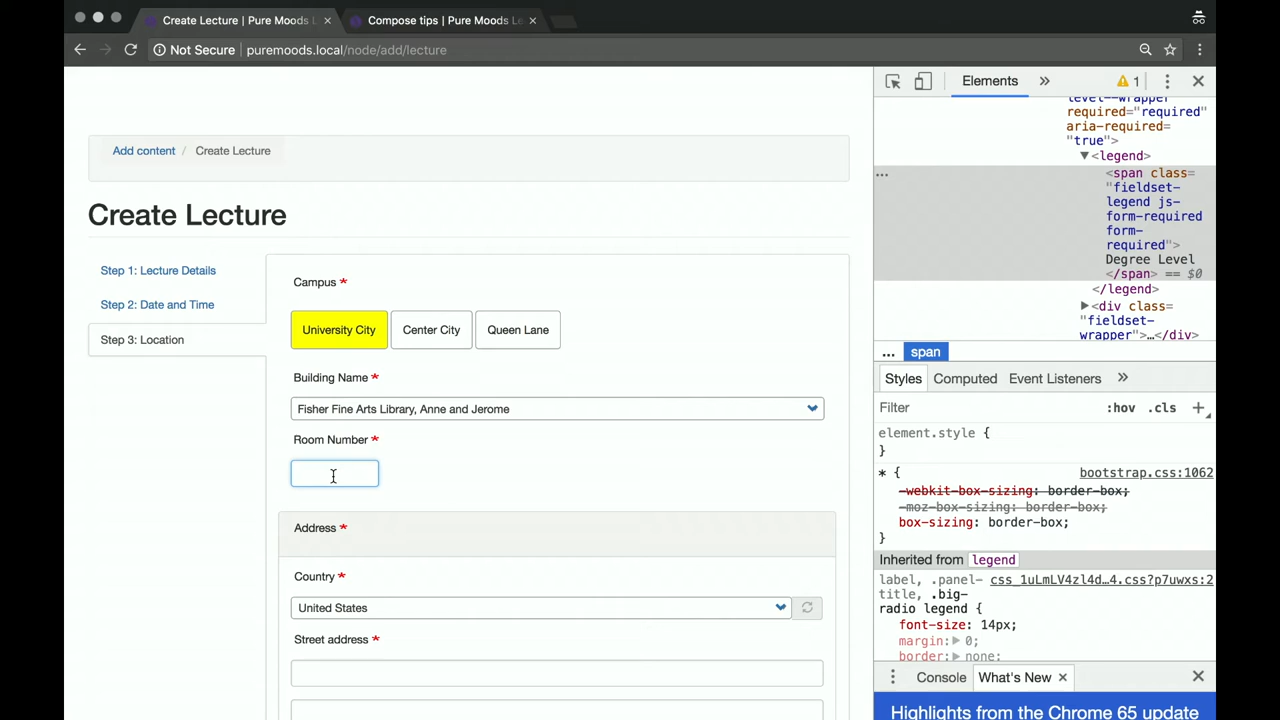 Create Lecture | Pure Moods L
Compose tips | Pure Moods Le
Not Secure | puremoods.local/node/add/lecture
Add content / Create Lecture
Create Lecture
Step 1: Lecture Details
Step 2: Date and Time
Step 3: Location
Campus *
University City
Center City
Queen Lane
Building Name *
Fisher Fine Arts Library, Anne and Jerome
Room Number *
Address *
Country *
United States
Street address *
Elements
1
level--wrapper"
required="required"
aria-required=
"true">
<legend>
<span class=
"fieldset-
legend js-
form-required
form-
required">
Degree Level
</span> == $0
</legend>
<div class=
"fieldset-
wrapper">…</div>
... span
Styles Computed Event Listeners
Filter :hov .cls +
element.style {
}
* { bootstrap.css:1062
-webkit-box-sizing: border-box;
-moz-box-sizing: border-box;
box-sizing: border-box;
}
Inherited from legend
label, .panel- css_1uLmLV4zl4d…4.css?p7uwxs:2
title, .big-
radio legend {
font-size: 14px;
margin: 0;
border: none;
Console What's New
Highlights from the Chrome 65 update